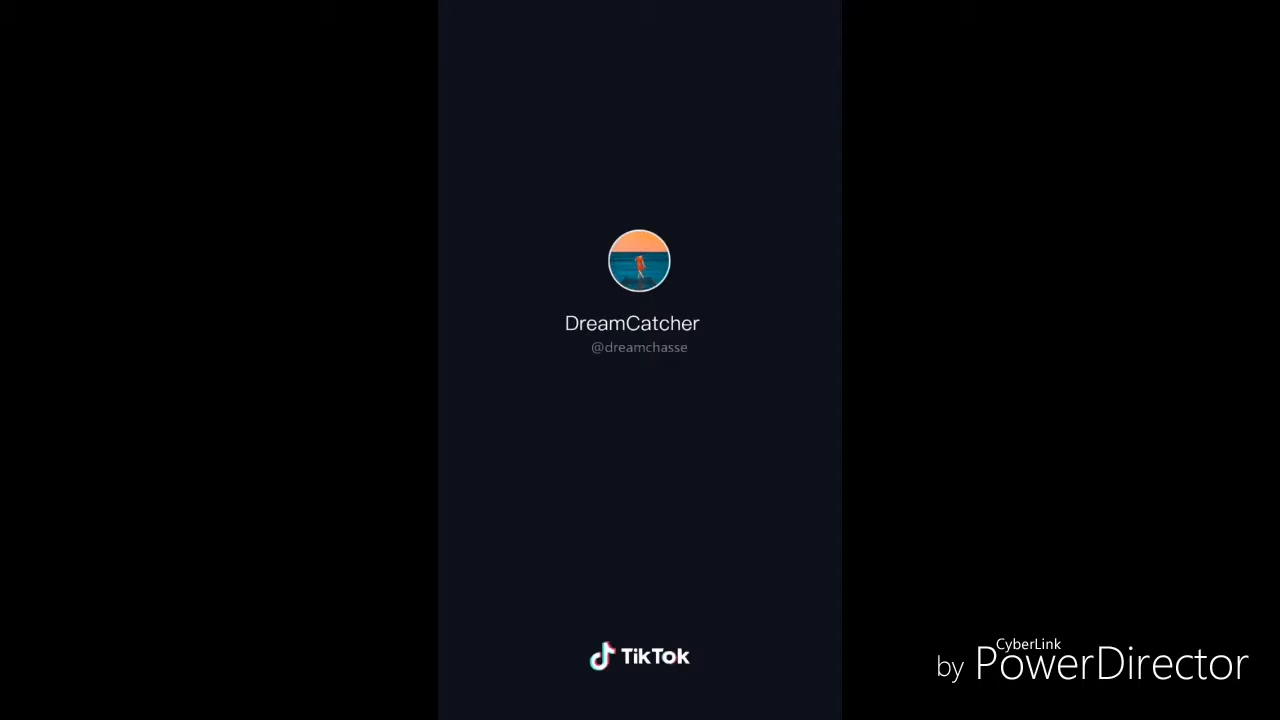 DreamCatcher
@dreamchasse
TikTok
CyberLink
by PowerDirector